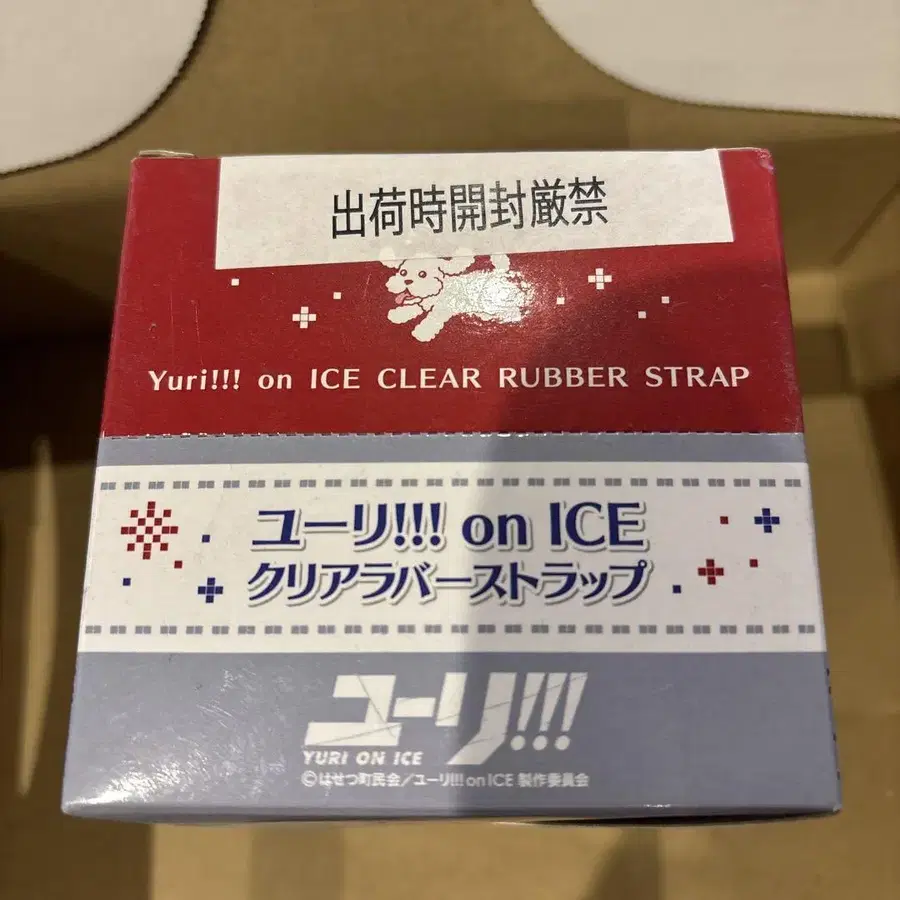 出荷時開封厳禁
Yuri!!! on ICE CLEAR RUBBER STRAP
ユーリ!!! on ICE
クリアラバーストラップ
ユーリ!!!
YURI ON ICE
©はせつ町民会／ユーリ!!! on ICE 製作委員会